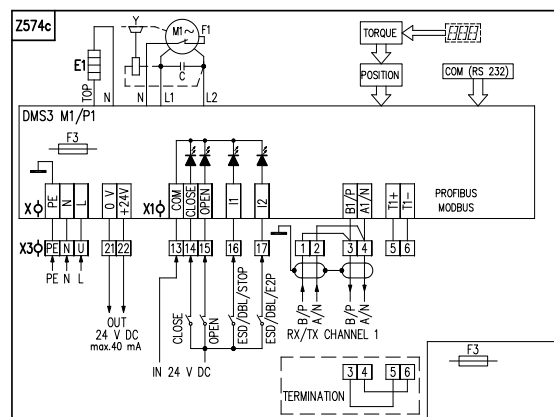 Z574c
Y
M1~
F1
TORQUE
E1
C
POSITION
COM (RS 232)
TOP
N
N
L1
L2
DMS3 M1/P1
F3
PE
N
L
0 V
+24V
COM
CLOSE
OPEN
I1
I2
B1/P
A1/N
T1+
T1-
PROFIBUS
MODBUS
X
X1
X3
PE
N
U
21
22
13
14
15
16
17
1
2
3
4
5
6
PE
N
L
OUT
24 V DC
max.40 mA
CLOSE
OPEN
ESD/DBL/STOP
ESD/DBL/E2P
IN 24 V DC
B/P
A/N
B/P
A/N
RX/TX CHANNEL 1
TERMINATION
3
4
5
6
F3